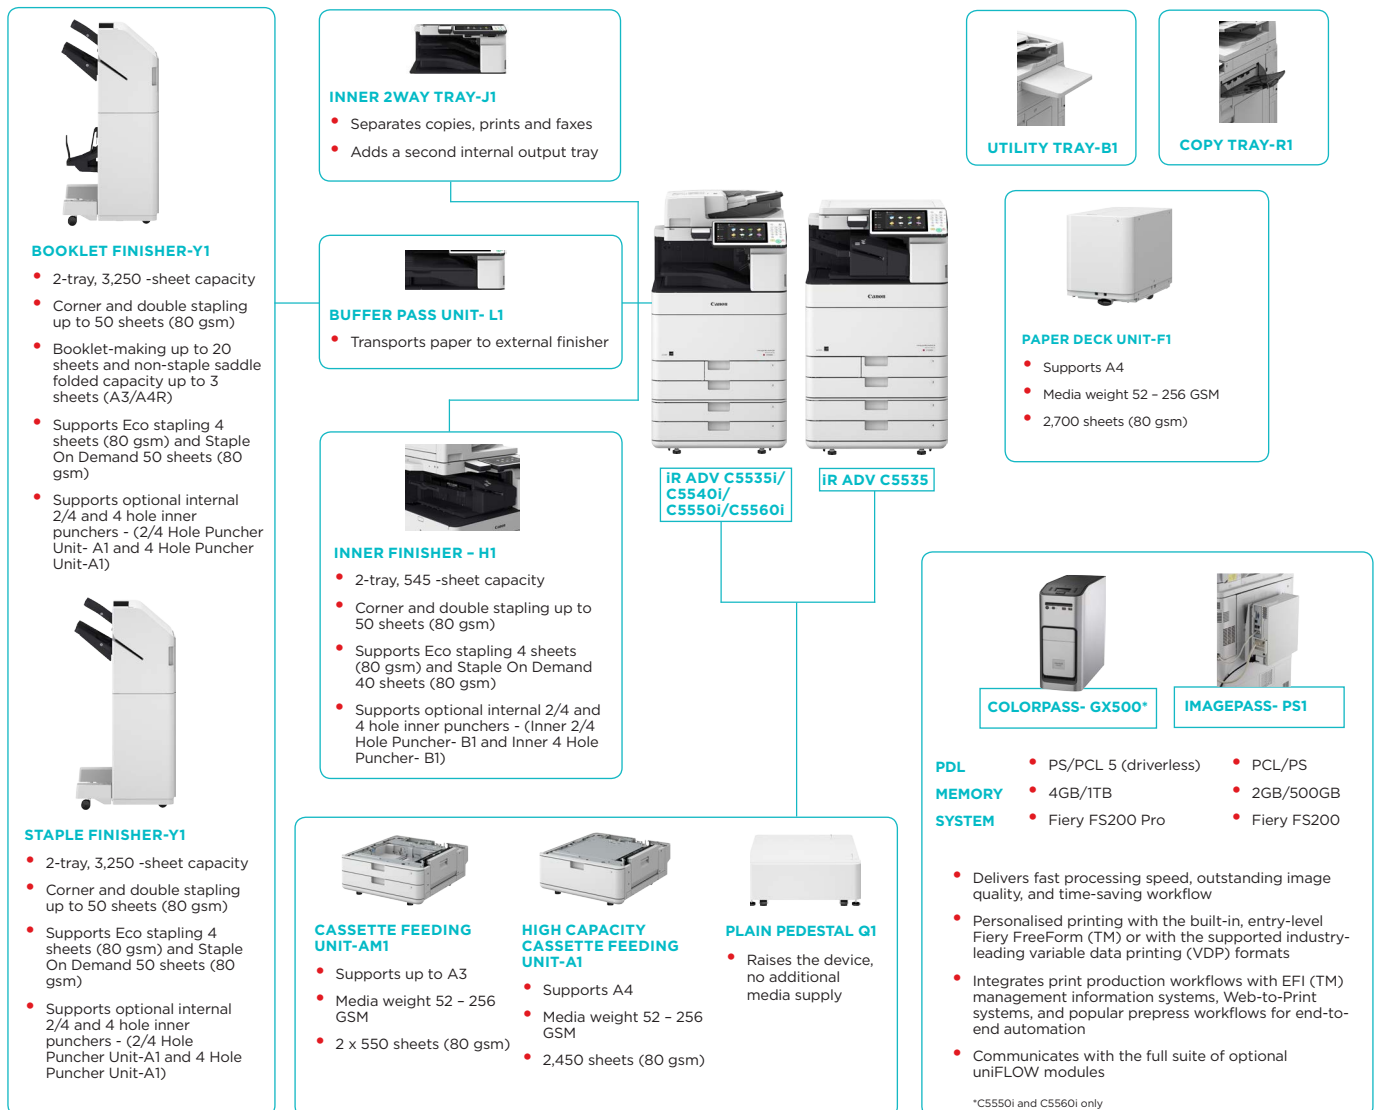 BOOKLET FINISHER-Y1
2-tray, 3,250 -sheet capacity
Corner and double stapling
up to 50 sheets (80 gsm)
Booklet-making up to 20
sheets and non-staple saddle
folded capacity up to 3
sheets (A3/A4R)
Supports Eco stapling 4
sheets (80 gsm) and Staple
On Demand 50 sheets (80
gsm)
Supports optional internal
2/4 and 4 hole inner
punchers - (2/4 Hole Puncher
Unit- A1 and 4 Hole Puncher
Unit-A1)
STAPLE FINISHER-Y1
2-tray, 3,250 -sheet capacity
Corner and double stapling
up to 50 sheets (80 gsm)
Supports Eco stapling 4
sheets (80 gsm) and Staple
On Demand 50 sheets (80
gsm)
Supports optional internal
2/4 and 4 hole inner
punchers - (2/4 Hole
Puncher Unit-A1 and 4 Hole
Puncher Unit-A1)
INNER 2WAY TRAY-J1
Separates copies, prints and faxes
Adds a second internal output tray
BUFFER PASS UNIT- L1
Transports paper to external finisher
INNER FINISHER – H1
2-tray, 545 -sheet capacity
Corner and double stapling up to
50 sheets (80 gsm)
Supports Eco stapling 4 sheets
(80 gsm) and Staple On Demand
40 sheets (80 gsm)
Supports optional internal 2/4 and
4 hole inner punchers - (Inner 2/4
Hole Puncher- B1 and Inner 4 Hole
Puncher- B1)
Canon
Canon
iR ADV C5535i/
C5540i/
C5550i/C5560i
iR ADV C5535
UTILITY TRAY-B1
COPY TRAY-R1
PAPER DECK UNIT-F1
Supports A4
Media weight 52 – 256 GSM
2,700 sheets (80 gsm)
CASSETTE FEEDING
UNIT-AM1
Supports up to A3
Media weight 52 – 256
GSM
2 x 550 sheets (80 gsm)
HIGH CAPACITY
CASSETTE FEEDING
UNIT-A1
Supports A4
Media weight 52 – 256
GSM
2,450 sheets (80 gsm)
PLAIN PEDESTAL Q1
Raises the device,
no additional
media supply
COLORPASS- GX500*
IMAGEPASS- PS1
PDL PS/PCL 5 (driverless) PCL/PS
MEMORY 4GB/1TB 2GB/500GB
SYSTEM Fiery FS200 Pro Fiery FS200
Delivers fast processing speed, outstanding image
quality, and time-saving workflow
Personalised printing with the built-in, entry-level
Fiery FreeForm (TM) or with the supported industry-
leading variable data printing (VDP) formats
Integrates print production workflows with EFI (TM)
management information systems, Web-to-Print
systems, and popular prepress workflows for end-to-
end automation
Communicates with the full suite of optional
uniFLOW modules
*C5550i and C5560i only